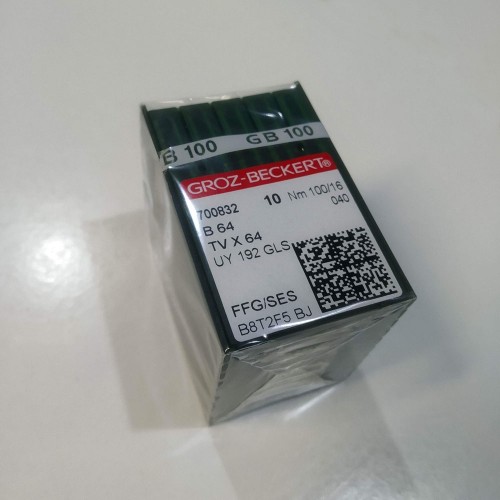 B 100 GB 100
GROZ-BECKERT®
700832 10 Nm 100/16
B 64 040
TV X 64
UY 192 GLS
FFG/SES
B8T2F5 BJ